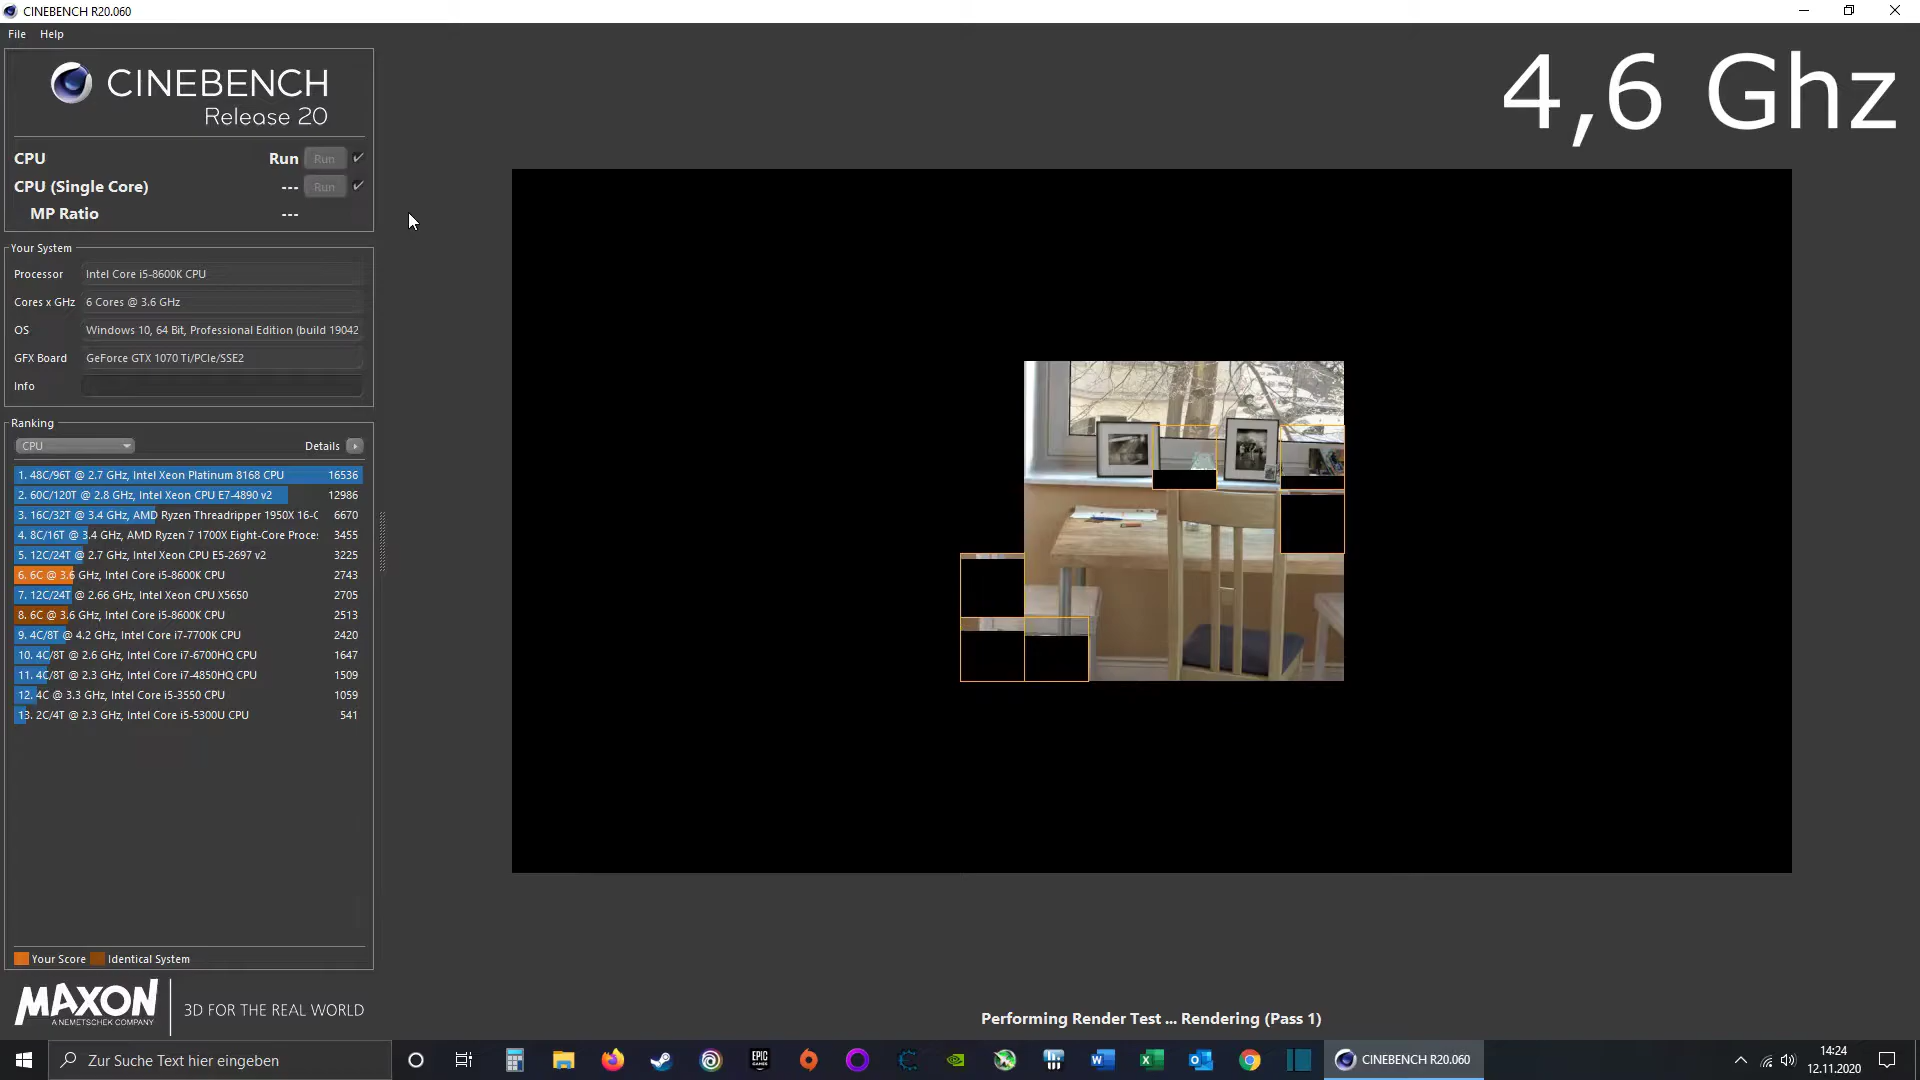 CINEBENCH R20.060
File Help
4,6 Ghz
CINEBENCH
Release 20
CPU Run Run
CPU (Single Core) --- Run
MP Ratio ---
Your System
Processor Intel Core i5-8600K CPU
Cores x GHz 6 Cores @ 3.6 GHz
OS Windows 10, 64 Bit, Professional Edition (build 19042
GFX Board GeForce GTX 1070 Ti/PCIe/SSE2
Info
Ranking
CPU Details
1. 48C/96T @ 2.7 GHz, Intel Xeon Platinum 8168 CPU 16536
2. 60C/120T @ 2.8 GHz, Intel Xeon CPU E7-4890 v2 12986
3. 16C/32T @ 3.4 GHz, AMD Ryzen Threadripper 1950X 16-C 6670
4. 8C/16T @ 3.4 GHz, AMD Ryzen 7 1700X Eight-Core Proce: 3455
5. 12C/24T @ 2.7 GHz, Intel Xeon CPU E5-2697 v2 3225
6. 6C @ 3.6 GHz, Intel Core i5-8600K CPU 2743
7. 12C/24T @ 2.66 GHz, Intel Xeon CPU X5650 2705
8. 6C @ 3.6 GHz, Intel Core i5-8600K CPU 2513
9. 4C/8T @ 4.2 GHz, Intel Core i7-7700K CPU 2420
10. 4C/8T @ 2.6 GHz, Intel Core i7-6700HQ CPU 1647
11. 4C/8T @ 2.3 GHz, Intel Core i7-4850HQ CPU 1509
12. 4C @ 3.3 GHz, Intel Core i5-3550 CPU 1059
13. 2C/4T @ 2.3 GHz, Intel Core i5-5300U CPU 541
Your Score Identical System
MAXON
A NEMETSCHEK COMPANY
3D FOR THE REAL WORLD
Performing Render Test ... Rendering (Pass 1)
Zur Suche Text hier eingeben
EPIC
GAMES
CINEBENCH R20.060
14:24
12.11.2020